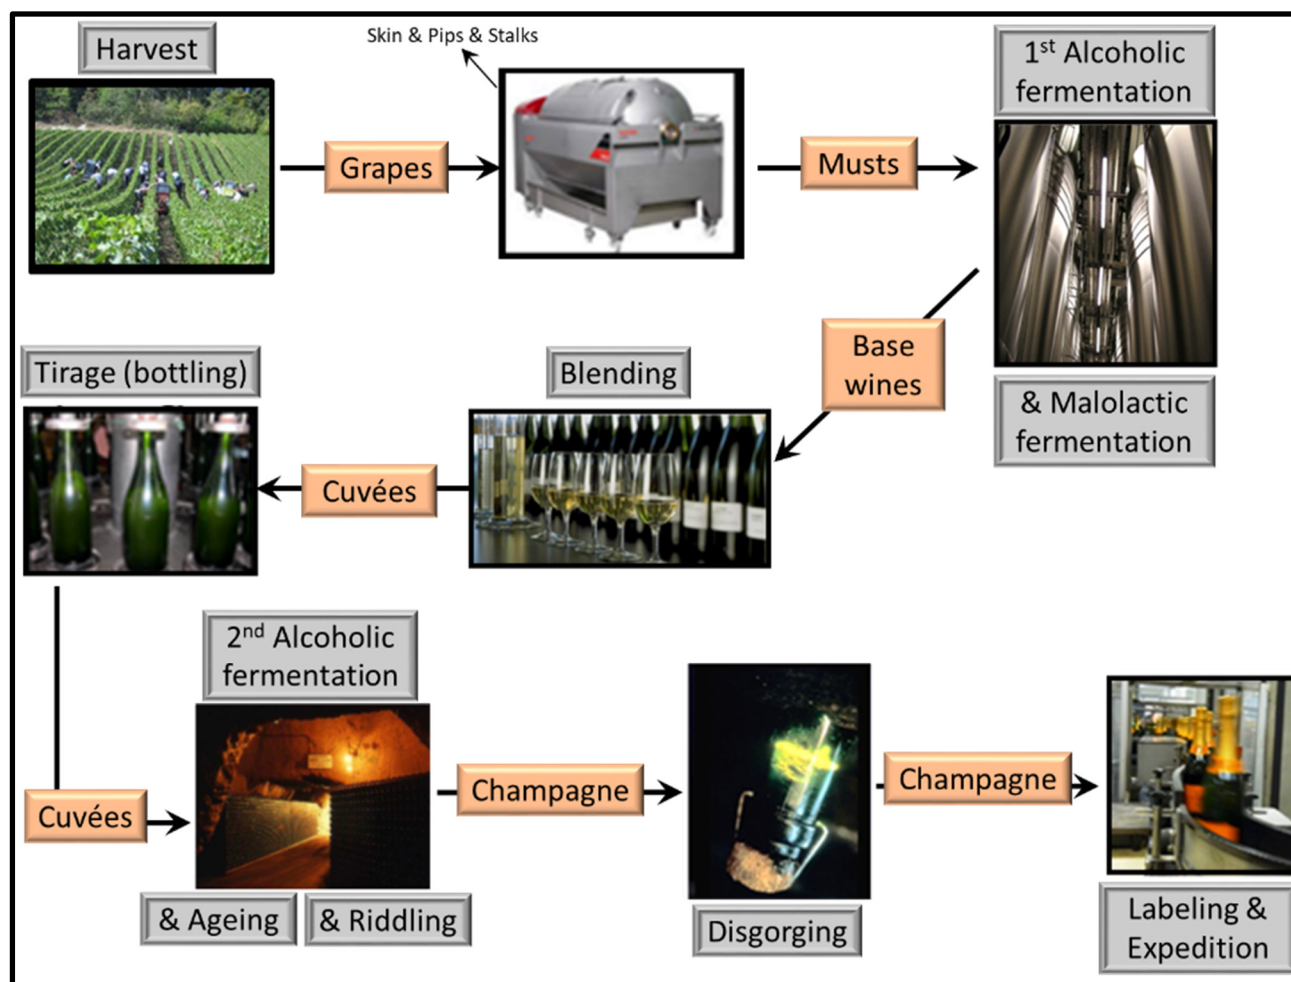 Harvest
Skin & Pips & Stalks
Grapes
Musts
1st Alcoholic
fermentation
& Malolactic
fermentation
Base
wines
Blending
Cuvées
Tirage (bottling)
Cuvées
2nd Alcoholic
fermentation
& Ageing
& Riddling
Champagne
Disgorging
Champagne
Labeling &
Expedition